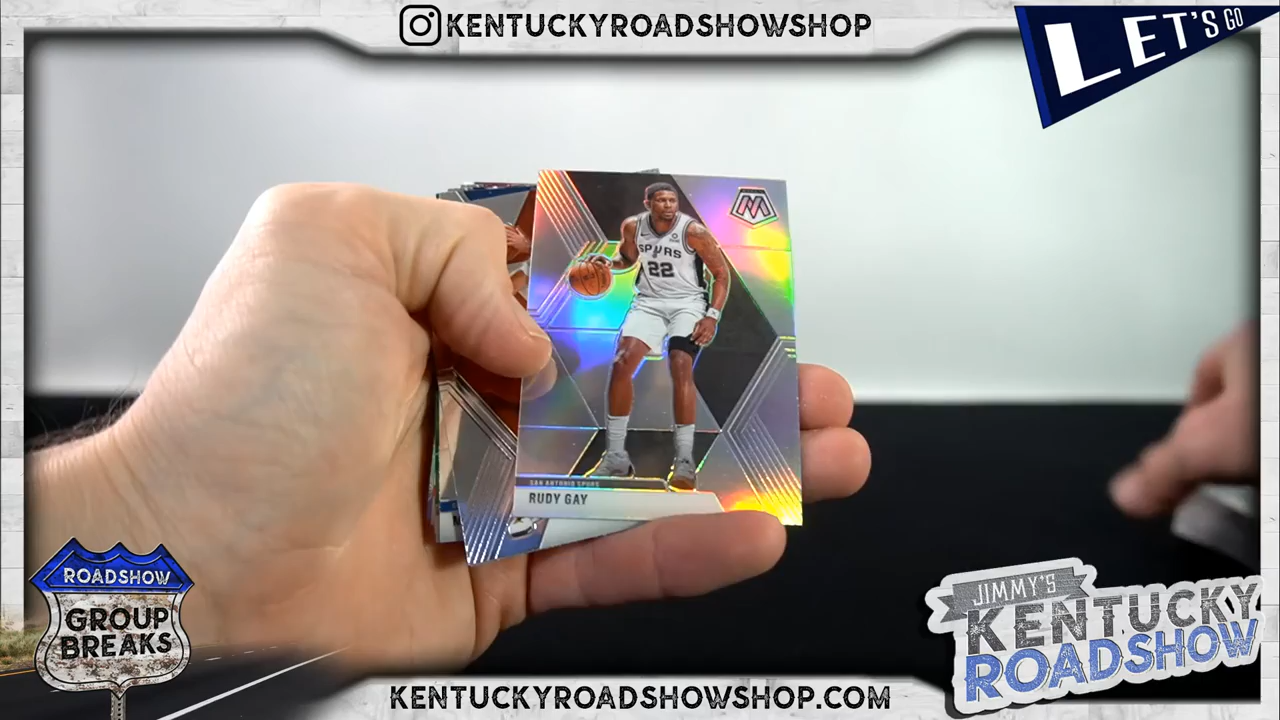 KENTUCKYROADSHOWSHOP
LET'S GO
SPURS
22
SAN ANTONIO SPURS
RUDY GAY
ROADSHOW
GROUP
BREAKS
JIMMY'S
KENTUCKY
ROADSHOW
KENTUCKYROADSHOWSHOP.COM